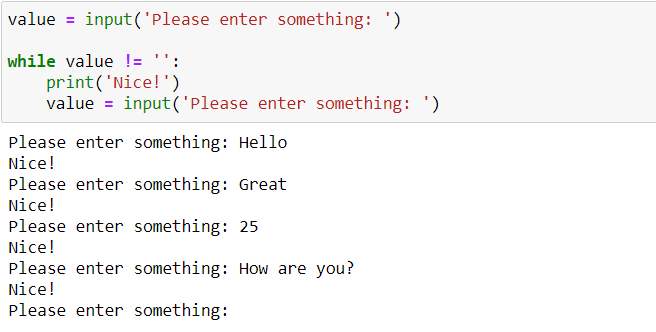 value = input('Please enter something: ')
while value != '':
    print('Nice!')
    value = input('Please enter something: ')
Please enter something: Hello
Nice!
Please enter something: Great
Nice!
Please enter something: 25
Nice!
Please enter something: How are you?
Nice!
Please enter something: